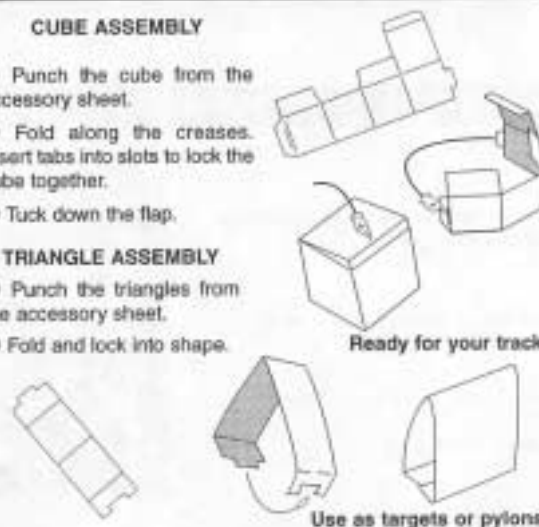 CUBE ASSEMBLY
Punch the cube from the
ccessory sheet.
Fold along the creases.
sert tabs into slots to lock the
ube together.
Tuck down the flap.
TRIANGLE ASSEMBLY
Punch the triangles from
e accessory sheet.
Fold and lock into shape.
Ready for your track
Use as targets or pylons